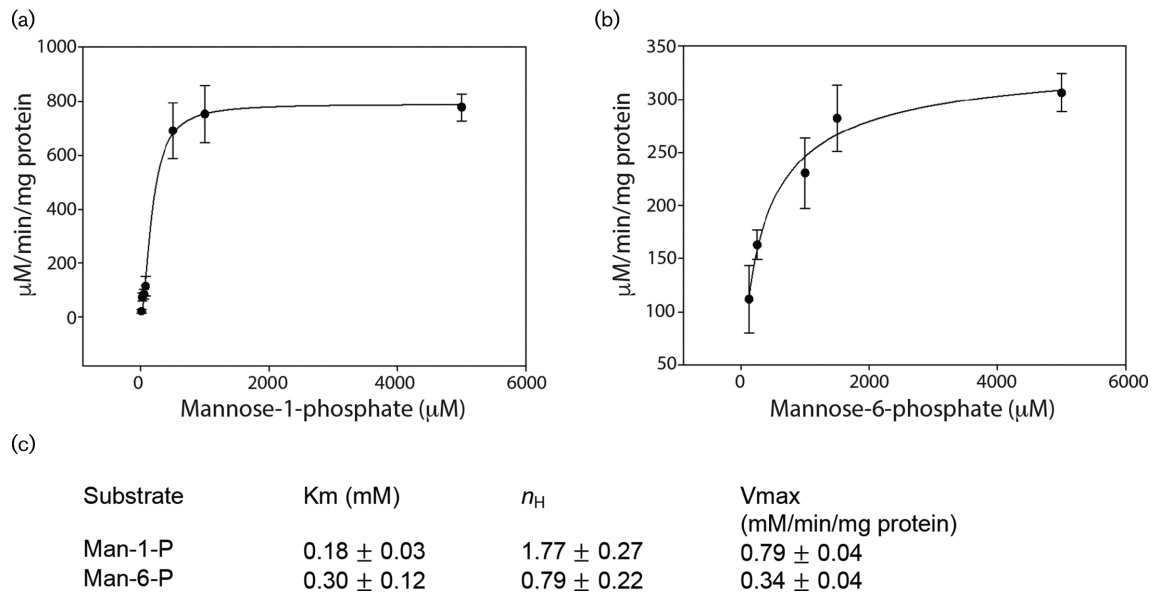 (a)
1000
800
600
400
200
0
μM/min/mg protein
0
2000
4000
6000
Mannose-1-phosphate (μM)
(b)
350
300
250
200
150
100
50
μM/min/mg protein
0
2000
4000
6000
Mannose-6-phosphate (μM)
(c)
Substrate Km (mM) nH Vmax
(mM/min/mg protein)
Man-1-P 0.18 ± 0.03 1.77 ± 0.27 0.79 ± 0.04
Man-6-P 0.30 ± 0.12 0.79 ± 0.22 0.34 ± 0.04